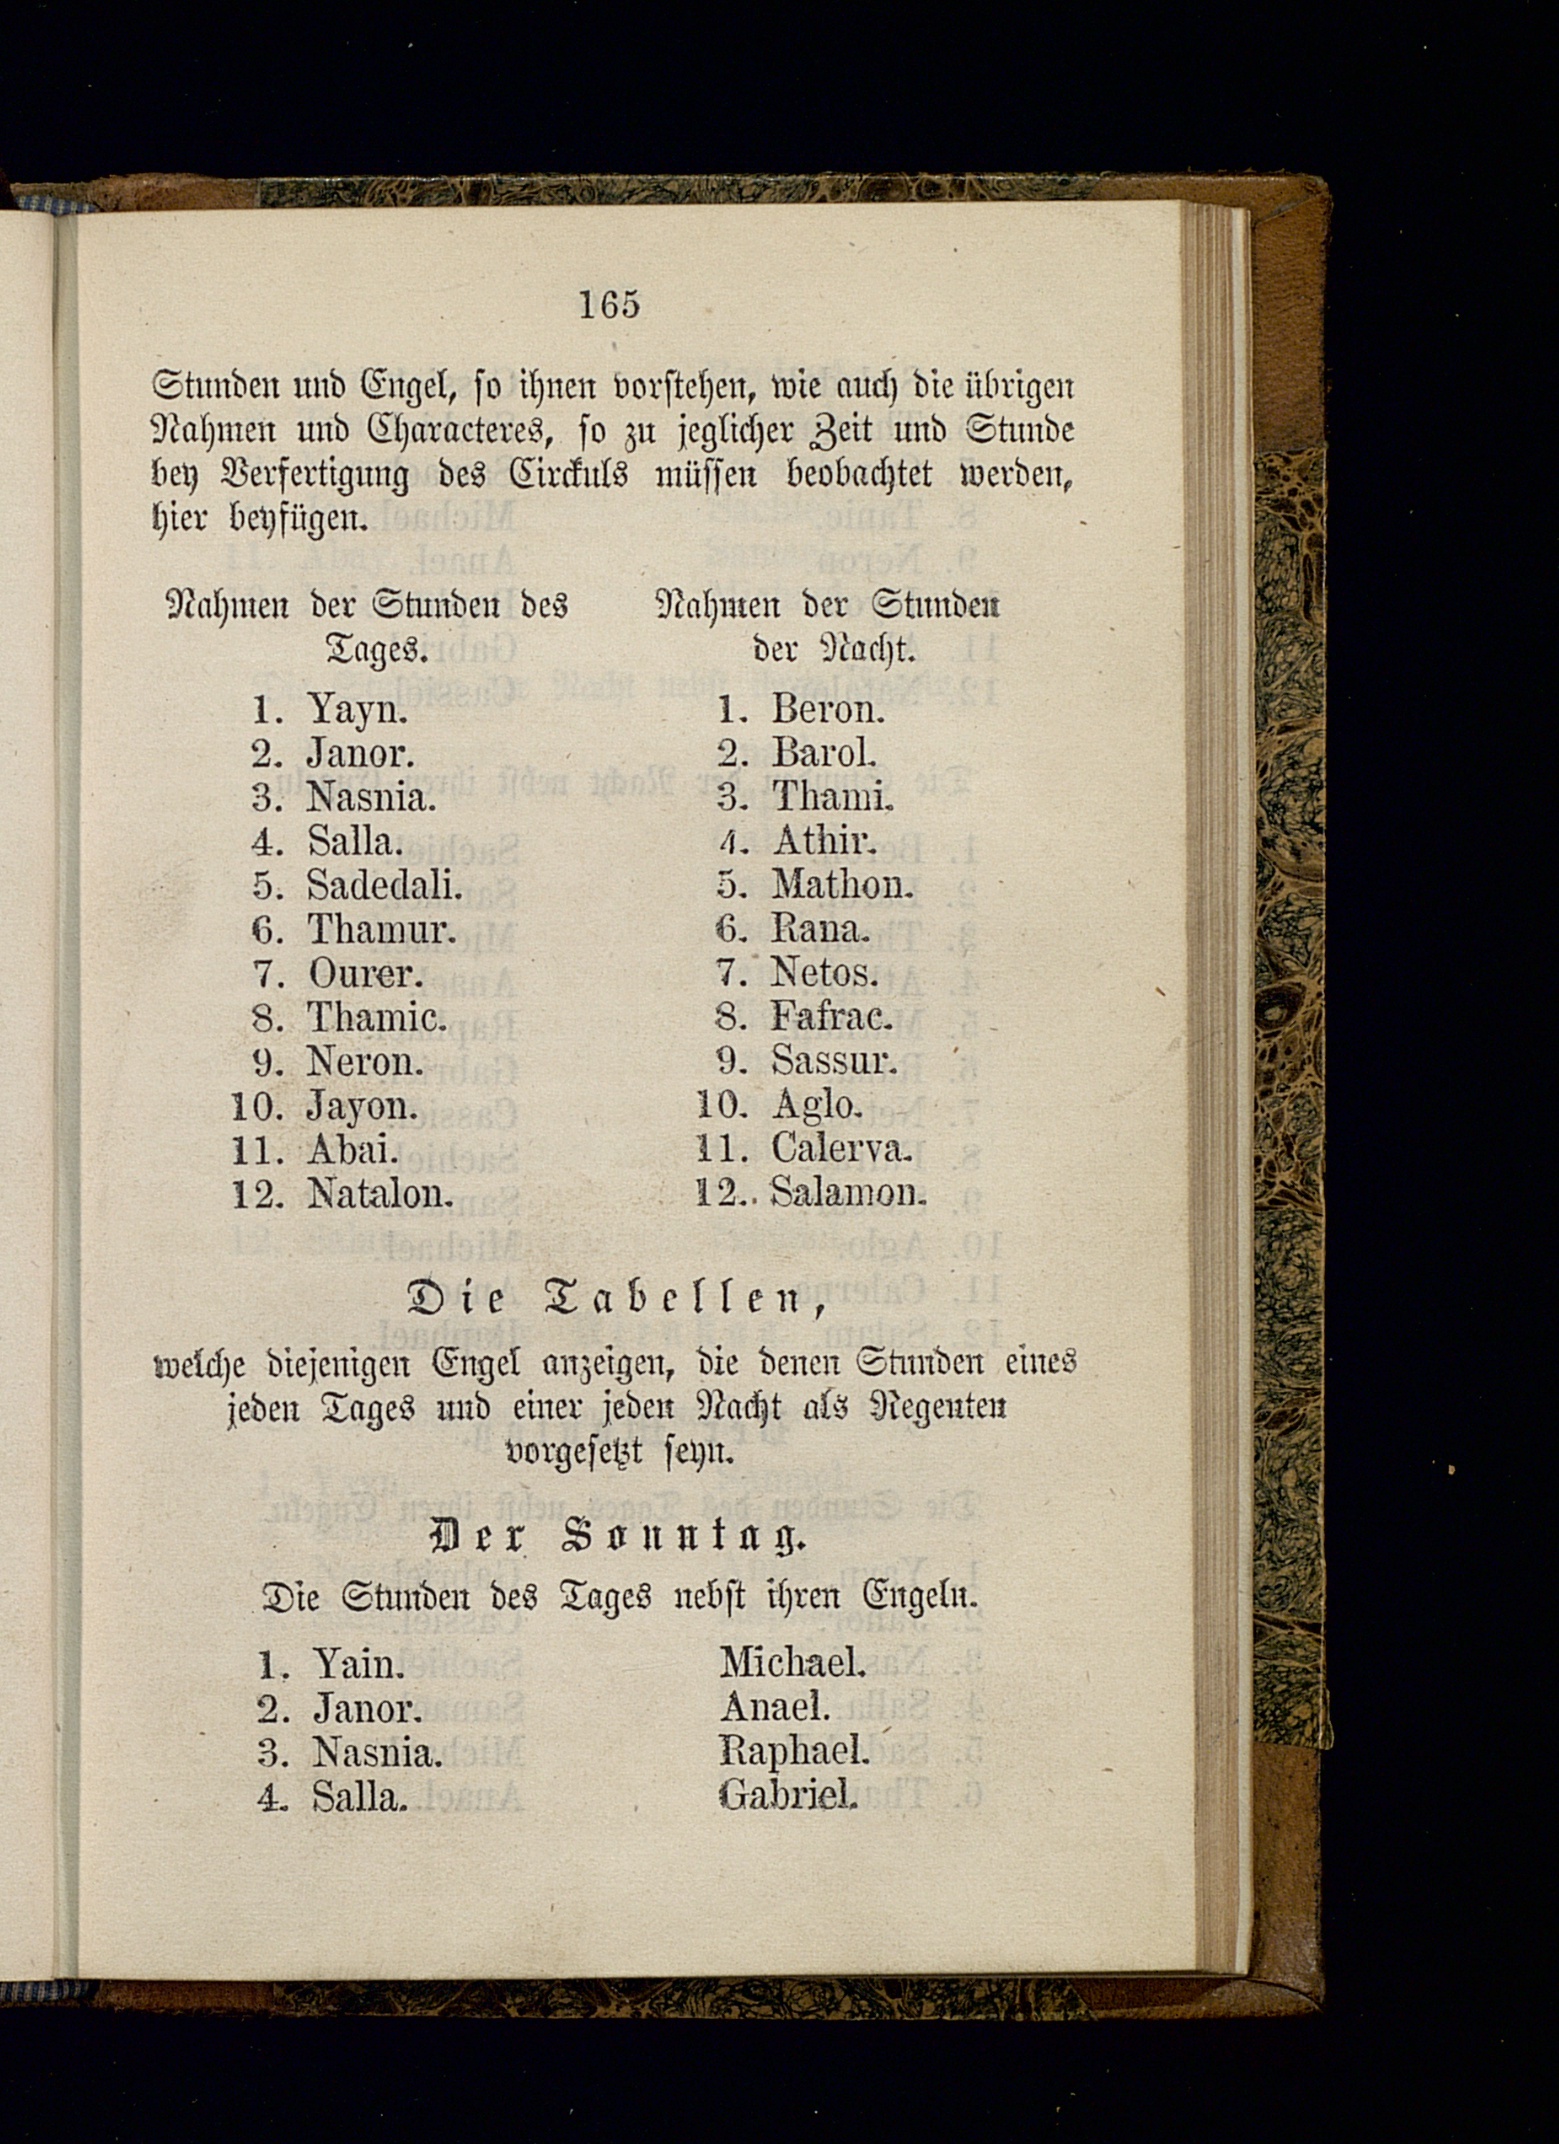 165
Stunden und Engel, so ihnen vorstehen, wie auch die übrigen
Nahmen und Characteres, so zu jeglicher Zeit und Stunde
bey Verfertigung des Circkuls müssen beobachtet werden,
hier beyfügen.
Nahmen der Stunden des
Tages.
1. Yayn.
2. Janor.
3. Nasnia.
4. Salla.
5. Sadedali.
6. Thamur.
7. Ourer.
8. Thamic.
9. Neron.
10. Jayon.
11. Abai.
12. Natalon.
Nahmen der Stunden
der Nacht.
1. Beron.
2. Barol.
3. Thami.
4. Athir.
5. Mathon.
6. Rana.
7. Netos.
8. Fafrac.
9. Sassur.
10. Aglo.
11. Calerva.
12. Salamon.
Die Tabellen,
welche diejenigen Engel anzeigen, die denen Stunden eines
jeden Tages und einer jeden Nacht als Regenten
vorgesetzt seyn.
Der Sonntag.
Die Stunden des Tages nebst ihren Engeln.
1. Yain. Michael.
2. Janor. Anael.
3. Nasnia. Raphael.
4. Salla. Gabriel.